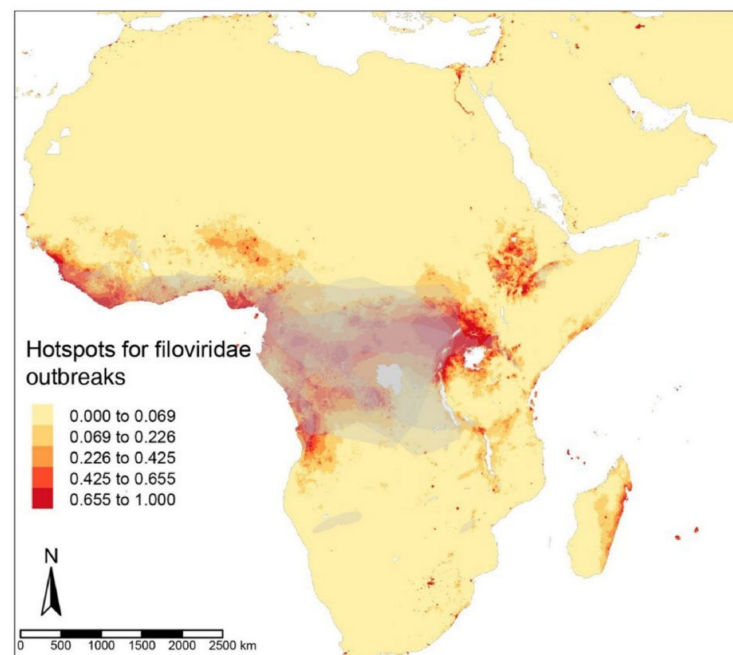 Hotspots for filoviridae
outbreaks
0.000 to 0.069
0.069 to 0.226
0.226 to 0.425
0.425 to 0.655
0.655 to 1.000
N
0 500 1000 1500 2000 2500 km